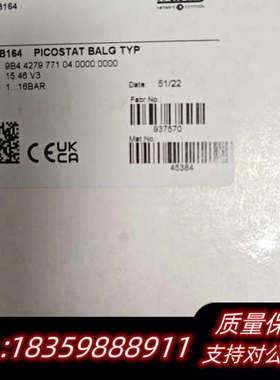 B164
B164 PICOSTAT BALG TYP
9B4 4279 771 04 0000 0000
15 46 V3
1...16BAR
Date: 51/22
Fabr No.:
937570
Mat No.:
45384
CE UK CA
质量保
:18359888911 支持对公